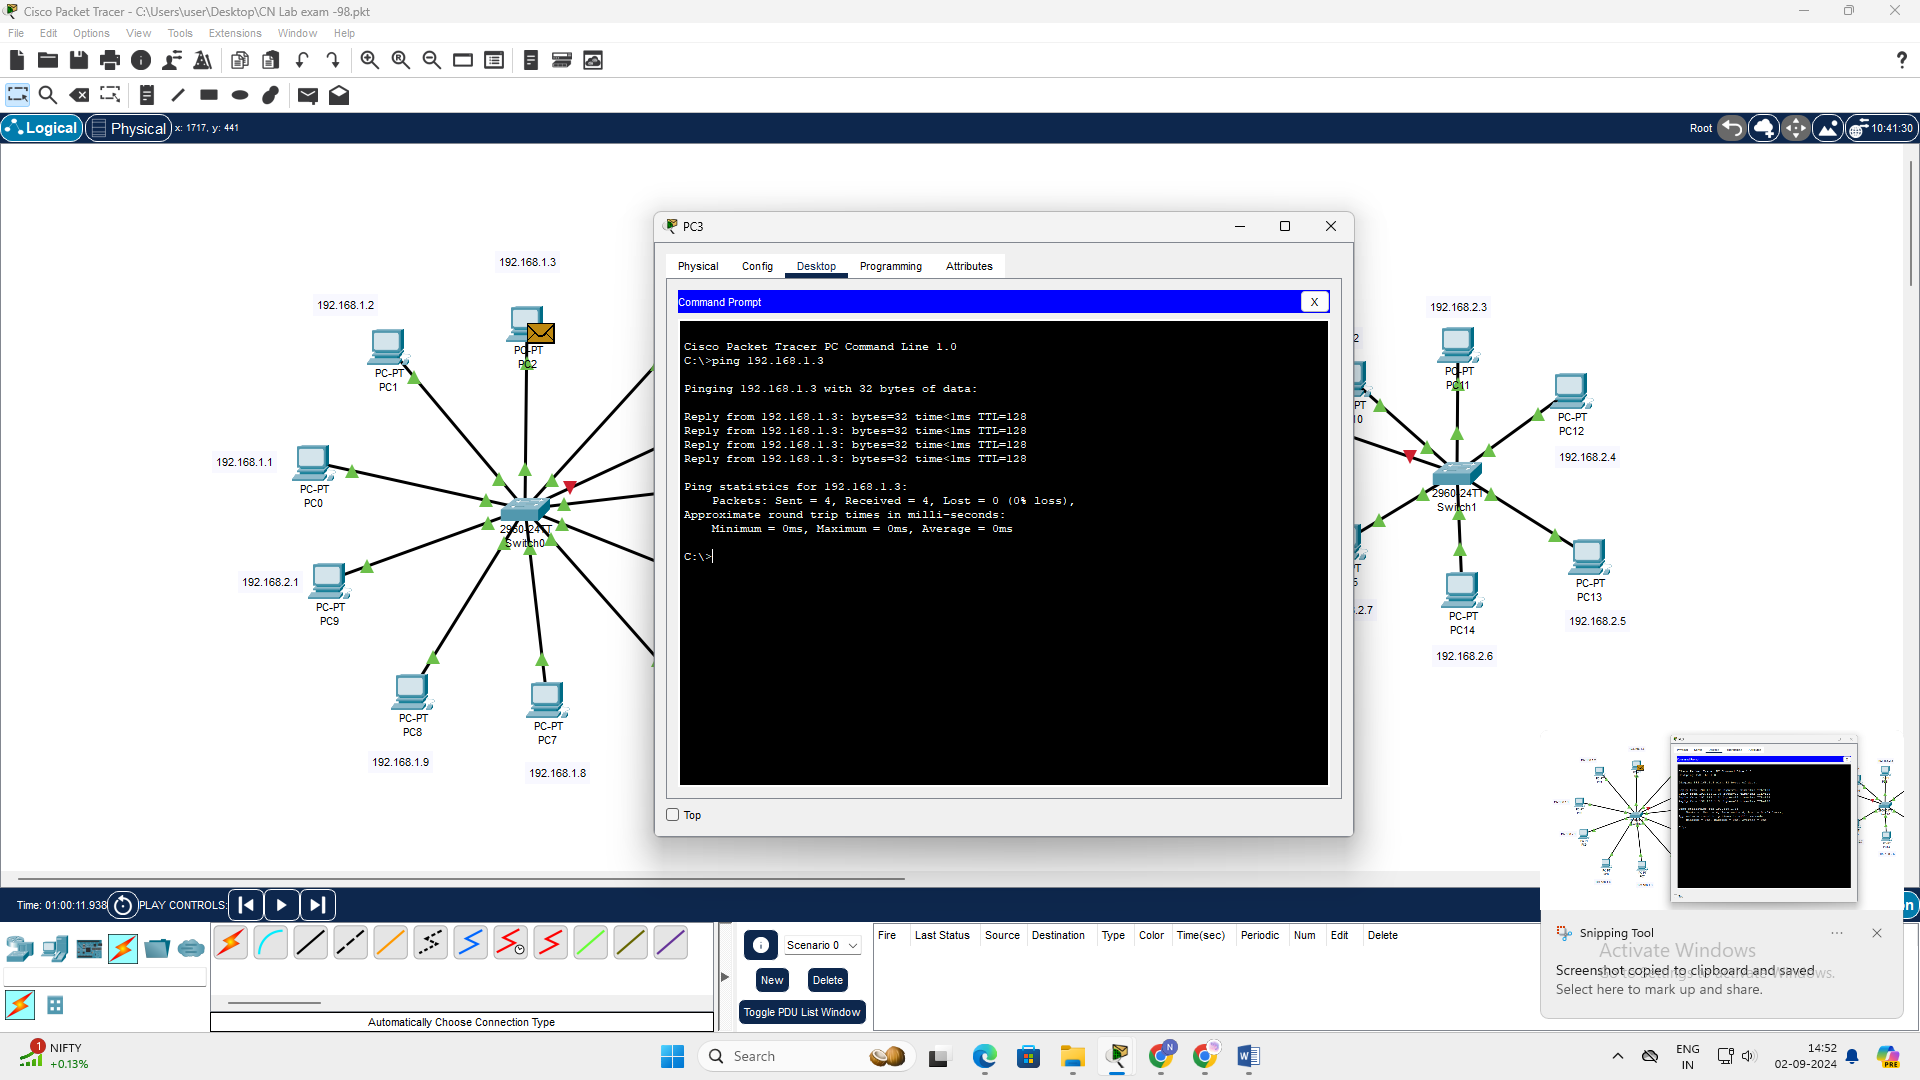 Cisco Packet Tracer - C:\Users\user\Desktop\CN Lab exam -98.pkt
File Edit Options View Tools Extensions Window Help
Logical Physical x: 1717, y: 441
Root 10:41:30
192.168.1.3
192.168.1.2
PC-PT
PC2
PC-PT
PC1
192.168.1.1
PC-PT
PC0
2960-24TT
Switch0
192.168.2.1
PC-PT
PC9
PC-PT
PC8
192.168.1.9
PC-PT
PC7
192.168.1.8
PC3
Physical Config Desktop Programming Attributes
Command Prompt
X
Cisco Packet Tracer PC Command Line 1.0
C:\>ping 192.168.1.3
Pinging 192.168.1.3 with 32 bytes of data:
Reply from 192.168.1.3: bytes=32 time<1ms TTL=128
Reply from 192.168.1.3: bytes=32 time<1ms TTL=128
Reply from 192.168.1.3: bytes=32 time<1ms TTL=128
Reply from 192.168.1.3: bytes=32 time<1ms TTL=128
Ping statistics for 192.168.1.3:
Packets: Sent = 4, Received = 4, Lost = 0 (0% loss),
Approximate round trip times in milli-seconds:
Minimum = 0ms, Maximum = 0ms, Average = 0ms
C:\>
Top
2
PT
10
192.168.2.3
PC-PT
PC11
PC-PT
PC12
192.168.2.4
2960-24TT
Switch1
T
5
.2.7
PC-PT
PC13
192.168.2.5
PC-PT
PC14
192.168.2.6
Time: 01:00:11.938 PLAY CONTROLS:
Scenario 0
New Delete
Toggle PDU List Window
Fire Last Status Source Destination Type Color Time(sec) Periodic Num Edit Delete
Automatically Choose Connection Type
Snipping Tool
Activate Windows
Screenshot copied to clipboard and saved
Select here to mark up and share.
1
NIFTY
+0.13%
Search
N
ENG
IN
14:52
02-09-2024
PRE